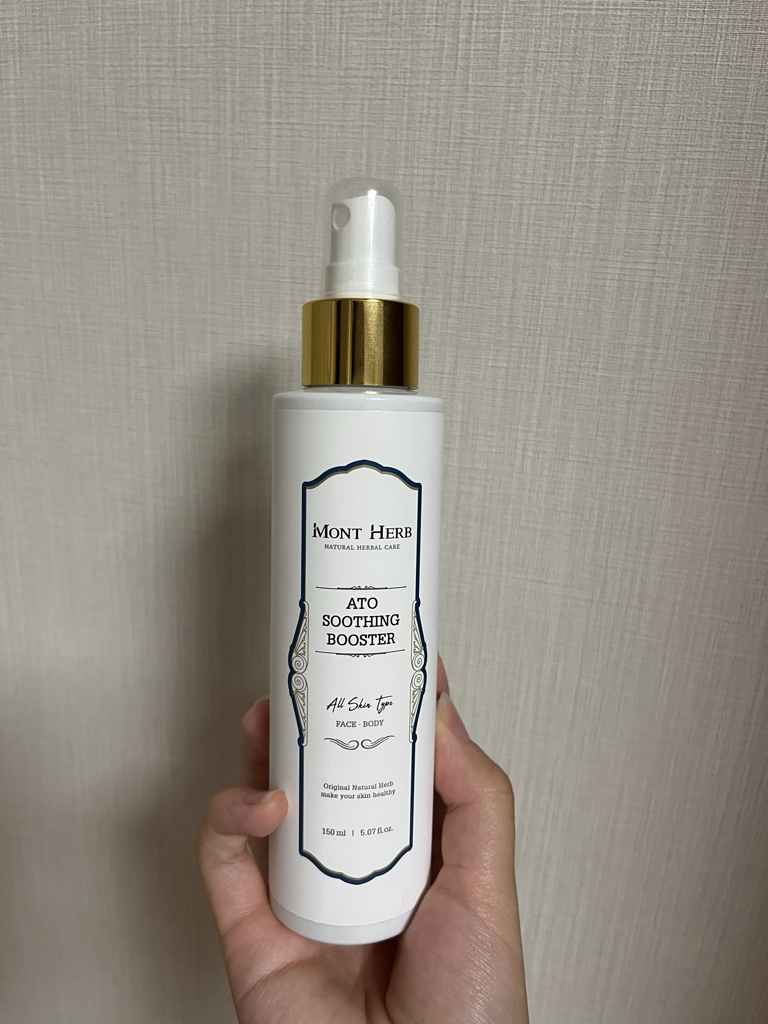 MONT HERB
NATURAL HERBAL CARE
ATO
SOOTHING
BOOSTER
All Skin Type
FACE · BODY
Original Natural Herb
make your skin healthy
150 ml | 5.07 fl.oz.